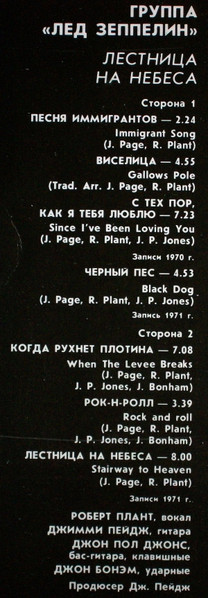 ГРУППА
«ЛЕД ЗЕППЕЛИН»
ЛЕСТНИЦА
НА НЕБЕСА
Сторона 1
ПЕСНЯ ИММИГРАНТОВ — 2.24
Immigrant Song
(J. Page, R. Plant)
ВИСЕЛИЦА — 4.55
Gallows Pole
(Trad. Arr. J. Page, R. Plant)
С ТЕХ ПОР,
КАК Я ТЕБЯ ЛЮБЛЮ — 7.23
Since I've Been Loving You
(J. Page, R. Plant, J. P. Jones)
Записи 1970 г.
ЧЕРНЫЙ ПЕС — 4.53
Black Dog
(J. Page, R. Plant, J. P. Jones)
Запись 1971 г.
Сторона 2
КОГДА РУХНЕТ ПЛОТИНА — 7.08
When The Levee Breaks
(J. Page, R. Plant,
J. P. Jones, J. Bonham)
РОК-Н-РОЛЛ — 3.39
Rock and roll
(J. Page, R. Plant,
J. P. Jones, J. Bonham)
ЛЕСТНИЦА НА НЕБЕСА — 8.00
Stairway to Heaven
(J. Page, R. Plant)
Записи 1971 г.
РОБЕРТ ПЛАНТ, вокал
ДЖИММИ ПЕЙДЖ, гитара
ДЖОН ПОЛ ДЖОНС,
бас-гитара, клавишные
ДЖОН БОНЭМ, ударные
Продюсер Дж. Пейдж